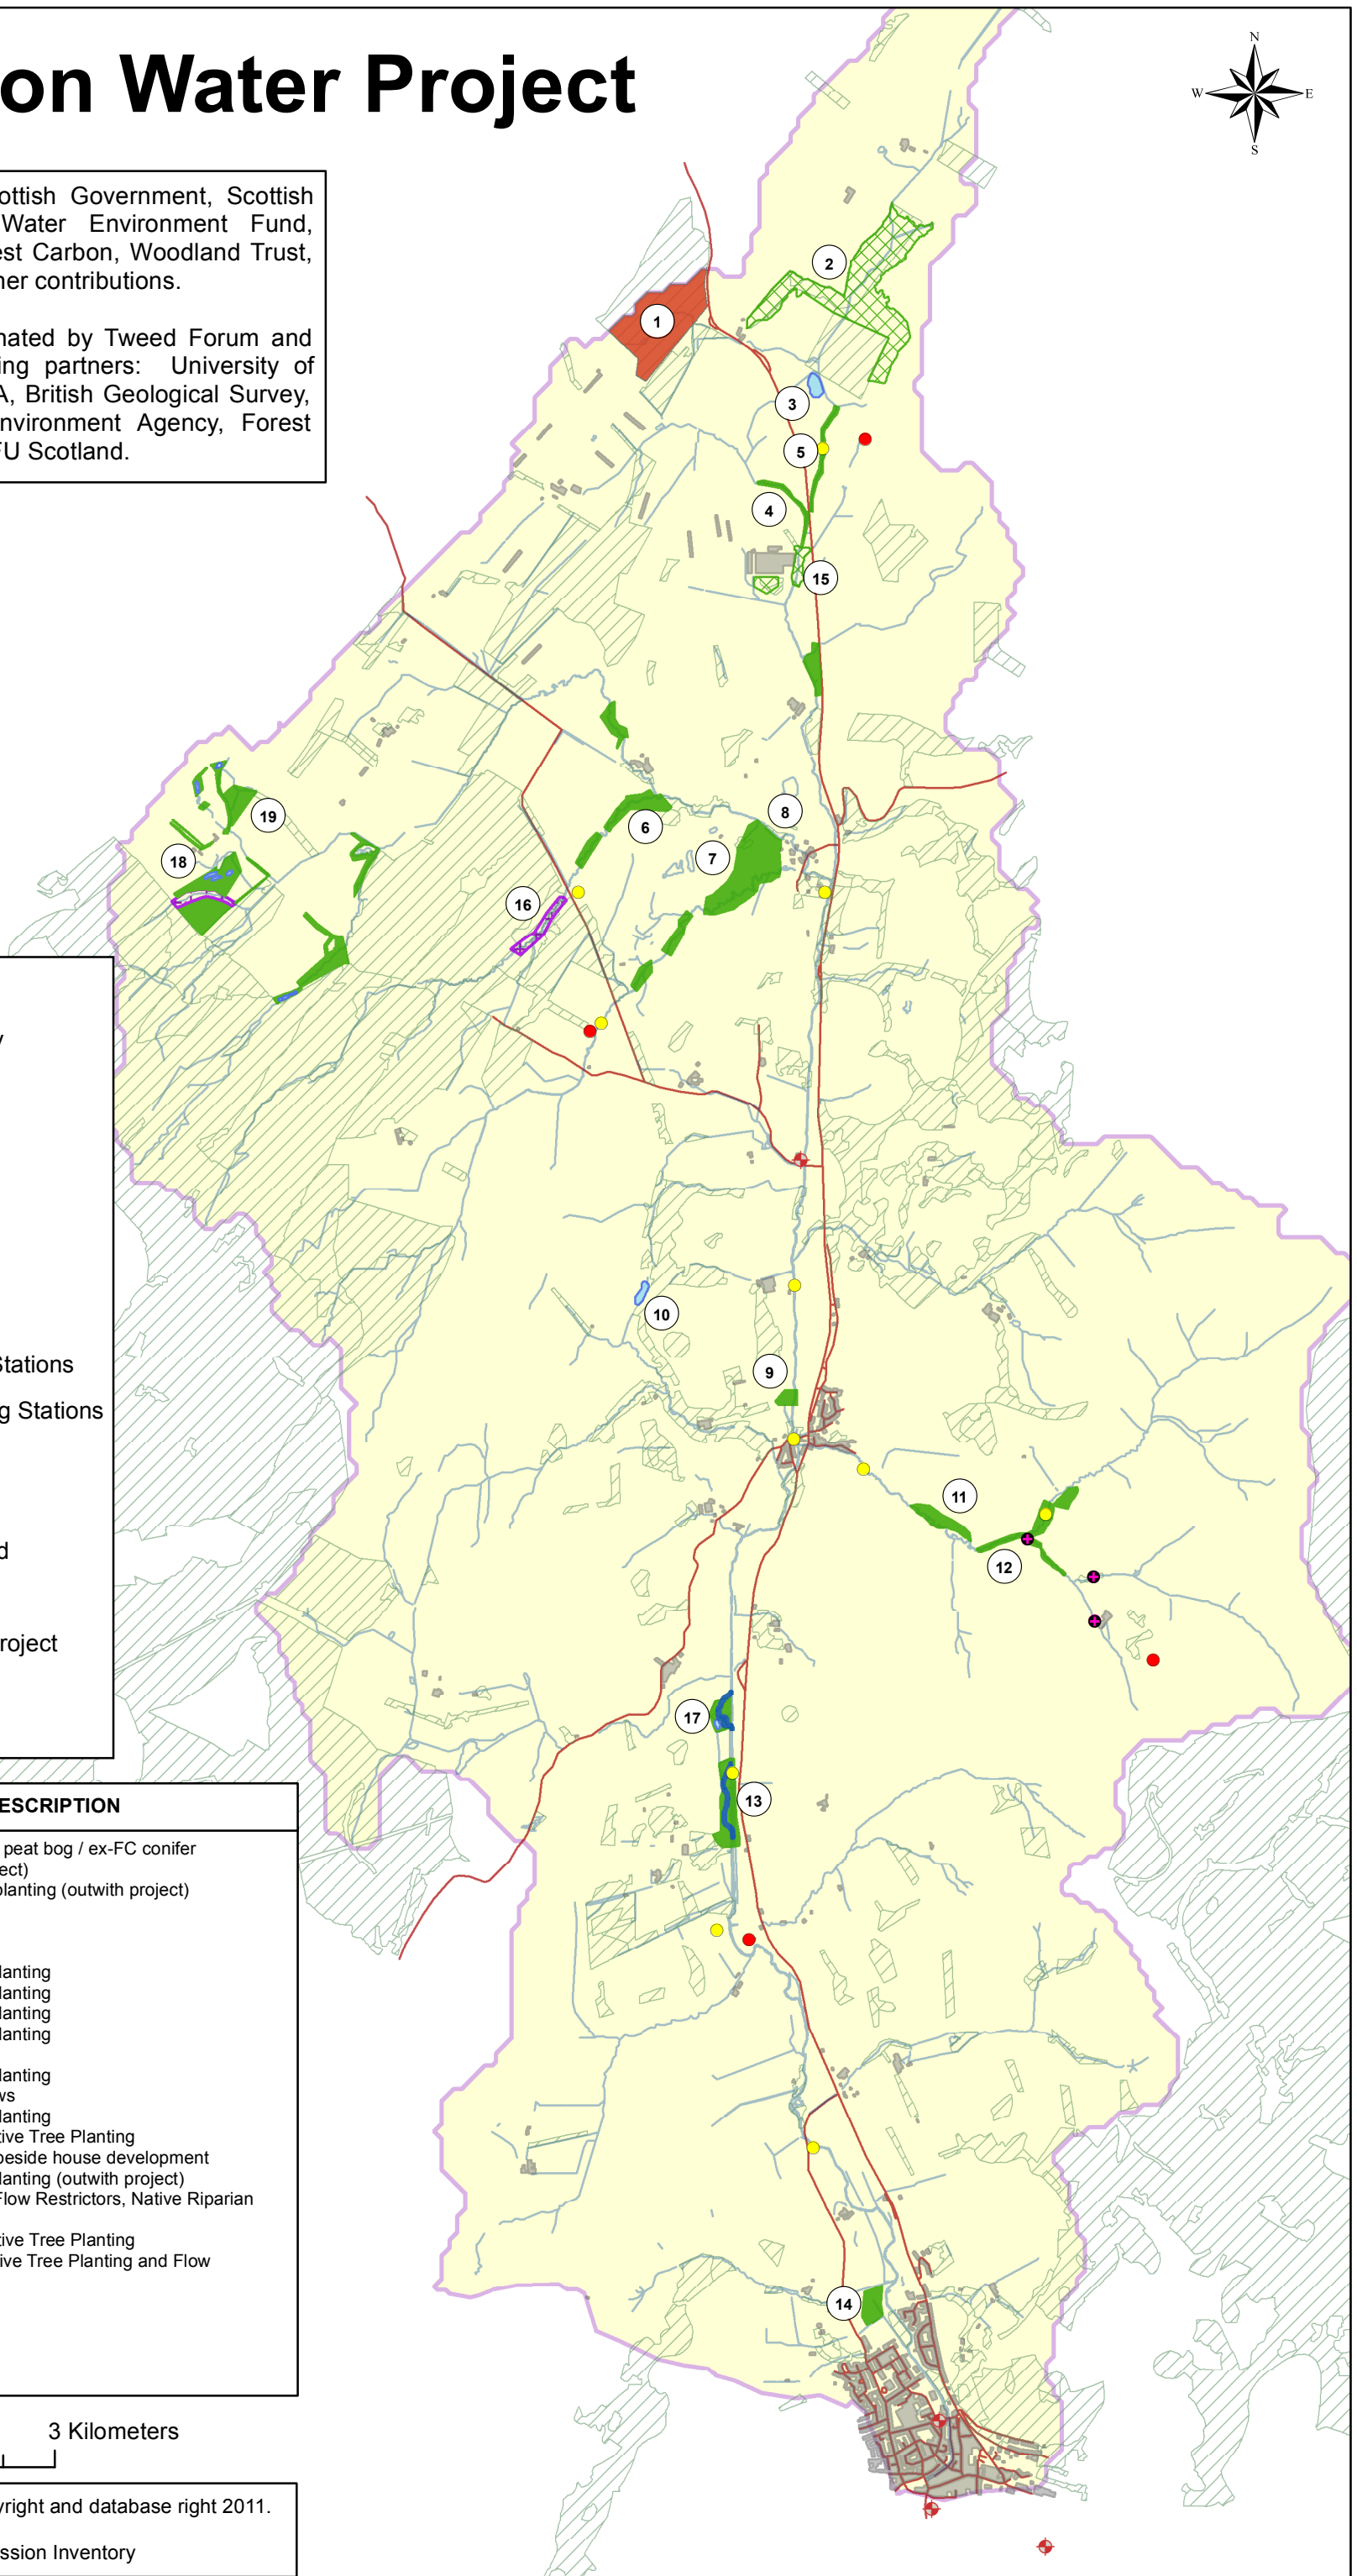 on Water Project
N
W
E
S
ottish Government, Scottish
Water Environment Fund,
est Carbon, Woodland Trust,
her contributions.
nated by Tweed Forum and
ing partners: University of
A, British Geological Survey,
nvironment Agency, Forest
FU Scotland.
1
2
3
5
4
15
19
6
8
18
7
16
y
10
Stations
9
g Stations
11
d
12
roject
17
13
ESCRIPTION
peat bog / ex-FC conifer
ect)
planting (outwith project)
lanting
lanting
lanting
lanting
lanting
ws
lanting
tive Tree Planting
beside house development
lanting (outwith project)
Flow Restrictors, Native Riparian
tive Tree Planting
ive Tree Planting and Flow
14
3 Kilometers
yright and database right 2011.
ssion Inventory